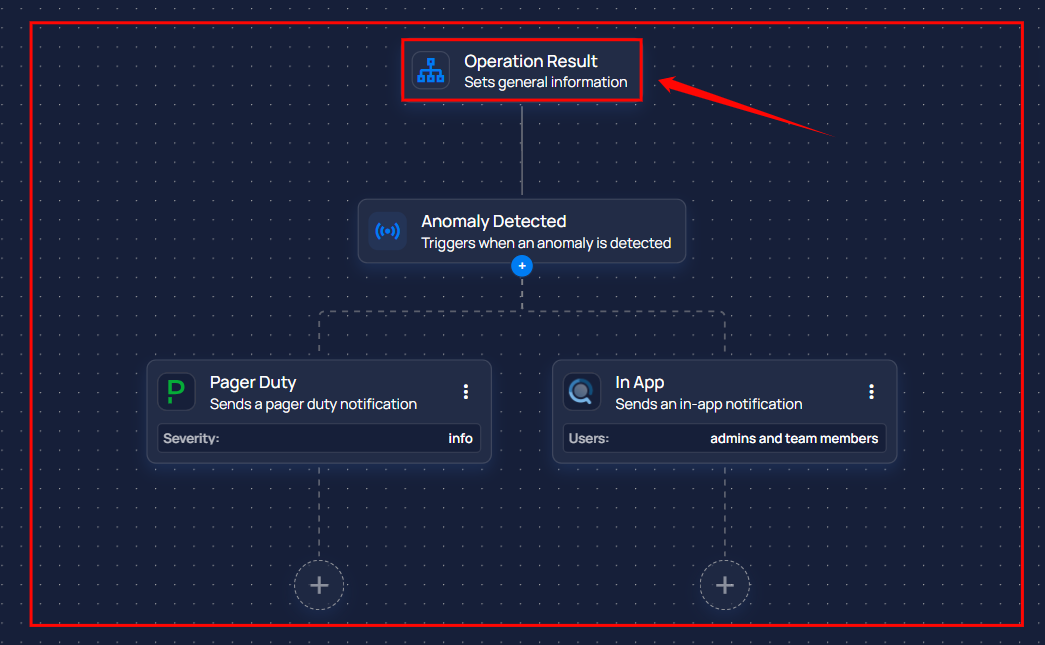 Operation Result
Sets general information
Anomaly Detected
Triggers when an anomaly is detected
Pager Duty
Sends a pager duty notification
Severity: info
In App
Sends an in-app notification
Users: admins and team members